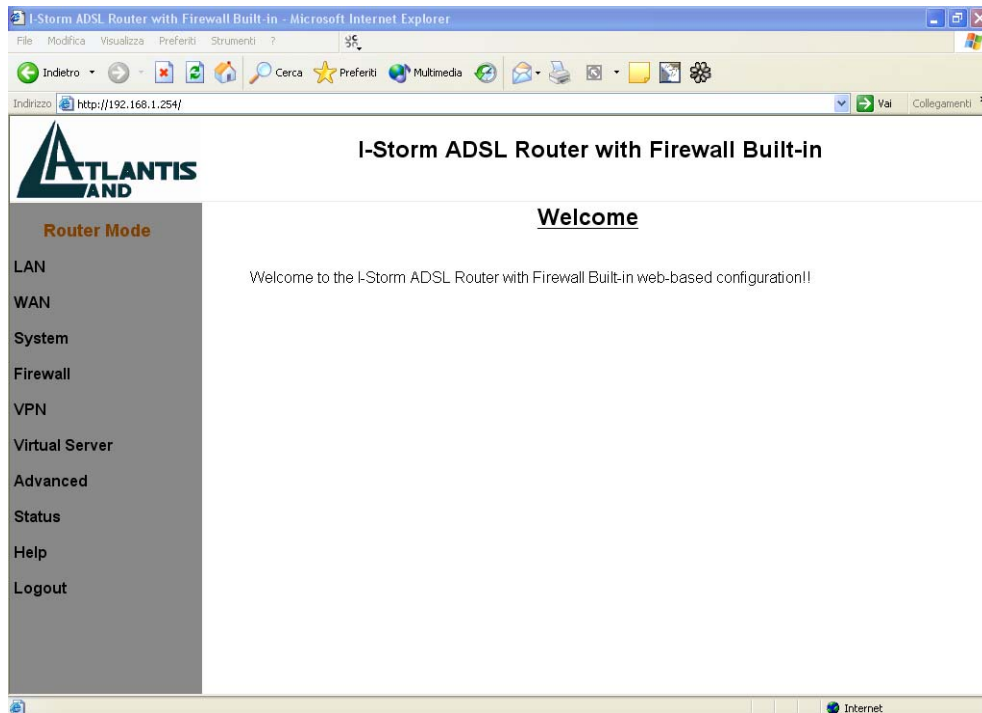 I-Storm ADSL Router with Firewall Built-in - Microsoft Internet Explorer
File Modifica Visualizza Preferiti Strumenti ?
Indietro Cerca Preferiti Multimedia
Indirizzo http://192.168.1.254/ Vai Collegamenti
ATLANTIS
LAND
I-Storm ADSL Router with Firewall Built-in
Router Mode
LAN
WAN
System
Firewall
VPN
Virtual Server
Advanced
Status
Help
Logout
Welcome
Welcome to the I-Storm ADSL Router with Firewall Built-in web-based configuration!!
Internet